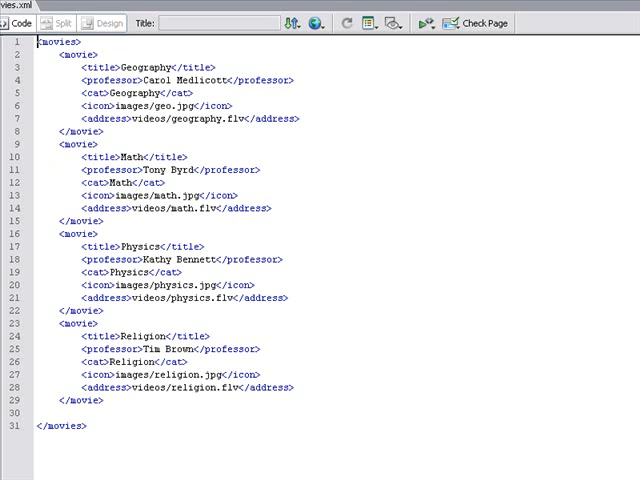 vies.xml
Code Split Design Title: Check Page
1 <movies>
2 <movie>
3 <title>Geography</title>
4 <professor>Carol Medlicott</professor>
5 <cat>Geography</cat>
6 <icon>images/geo.jpg</icon>
7 <address>videos/geography.flv</address>
8 </movie>
9 <movie>
10 <title>Math</title>
11 <professor>Tony Byrd</professor>
12 <cat>Math</cat>
13 <icon>images/math.jpg</icon>
14 <address>videos/math.flv</address>
15 </movie>
16 <movie>
17 <title>Physics</title>
18 <professor>Kathy Bennett</professor>
19 <cat>Physics</cat>
20 <icon>images/physics.jpg</icon>
21 <address>videos/physics.flv</address>
22 </movie>
23 <movie>
24 <title>Religion</title>
25 <professor>Tim Brown</professor>
26 <cat>Religion</cat>
27 <icon>images/religion.jpg</icon>
28 <address>videos/religion.flv</address>
29 </movie>
30
31 </movies>